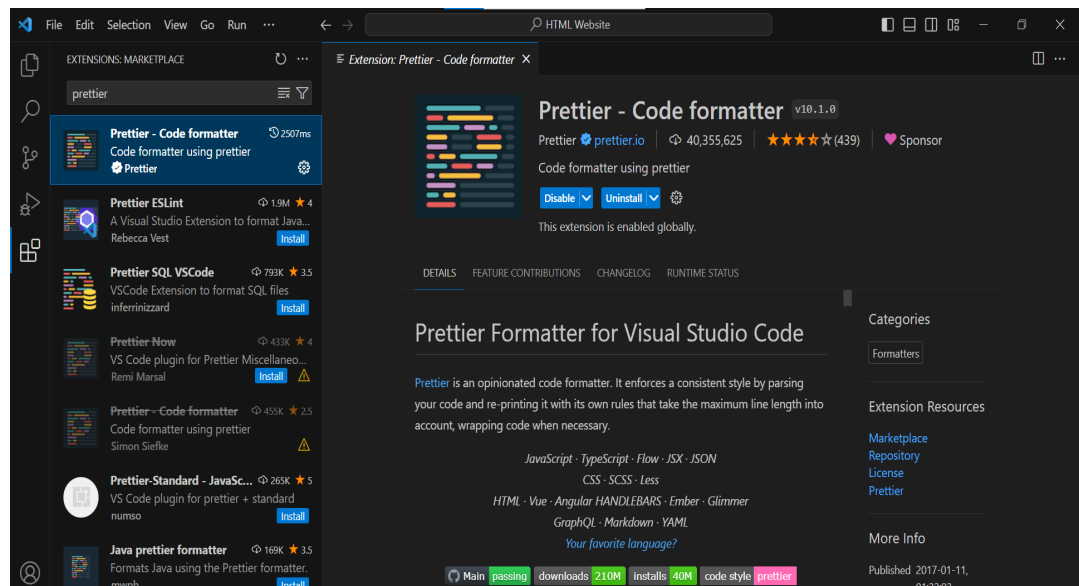 File Edit Selection View Go Run ···
HTML Website
EXTENSIONS: MARKETPLACE
prettier
Prettier - Code formatter 2507ms
Code formatter using prettier
Prettier
Prettier ESLint 1.9M ★ 4
A Visual Studio Extension to format Java...
Rebecca Vest Install
Prettier SQL VSCode 793K ★ 3.5
VSCode Extension to format SQL files
inferrinizzard Install
Prettier Now 433K ★ 4
VS Code plugin for Prettier Miscellaneo...
Remi Marsal Install
Prettier - Code formatter 455K ★ 2.5
Code formatter using prettier
Simon Siefke
Prettier-Standard - JavaSc... 265K ★ 5
VS Code plugin for prettier + standard
numso Install
Java prettier formatter 169K ★ 3.5
Formats Java using the Prettier formatter.
Install
Extension: Prettier - Code formatter
Prettier - Code formatter v10.1.0
Prettier prettier.io 40,355,625 (439) Sponsor
Code formatter using prettier
Disable Uninstall
This extension is enabled globally.
DETAILS FEATURE CONTRIBUTIONS CHANGELOG RUNTIME STATUS
Prettier Formatter for Visual Studio Code
Prettier is an opinionated code formatter. It enforces a consistent style by parsing
your code and re-printing it with its own rules that take the maximum line length into
account, wrapping code when necessary.
JavaScript · TypeScript · Flow · JSX · JSON
CSS · SCSS · Less
HTML · Vue · Angular HANDLEBARS · Ember · Glimmer
GraphQL · Markdown · YAML
Your favorite language?
Main passing downloads 210M installs 40M code style prettier
Categories
Formatters
Extension Resources
Marketplace
Repository
License
Prettier
More Info
Published 2017-01-11,